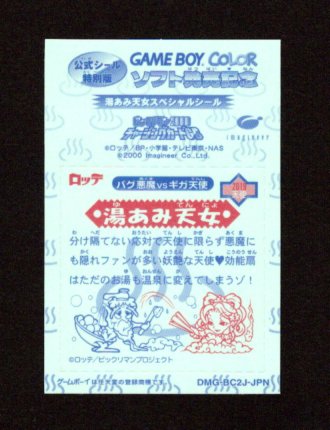 公式シール
特別版
GAME BOY COLOR
ソフト発売記念
湯あみ天女スペシャルシール
imagineer
©ロッテ/BP・小学館・テレビ東京・NAS
©2000 Imagineer Co.,Ltd.
ロッテ
バグ悪魔vsギガ天使
天使
湯あみ天女
分け隔てない応対で天使に限らず悪魔に
も隠れファンが多い妖艶な天使♥効能扇
はただのお湯も温泉に変えてしまうゾ!
©ロッテ/ビックリマンプロジェクト
ゲームボーイは任天堂の登録商標です。
DMG-BC2J-JPN